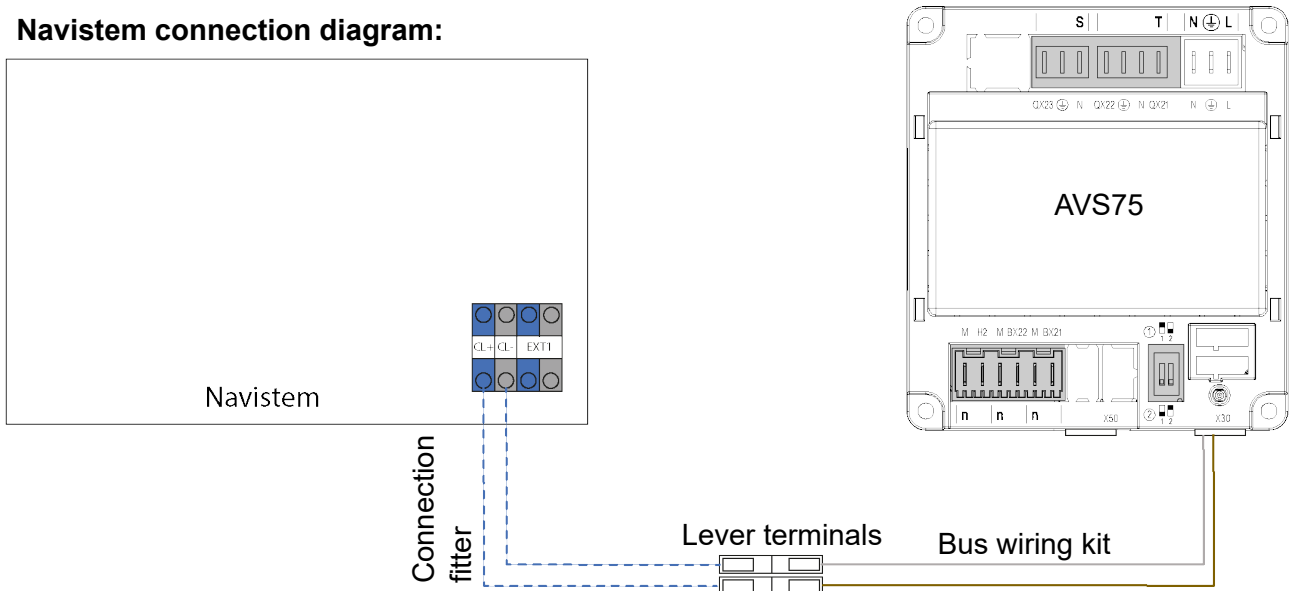 Navistem connection diagram:
S T N L
QX23 N QX22 N QX21 N L
AVS75
M H2 M BX22 M BX21
1
1 2
CL+ CL- EXT1
Navistem
n n n
X50
2
1 2
X30
Connection
fitter
Lever terminals
Bus wiring kit